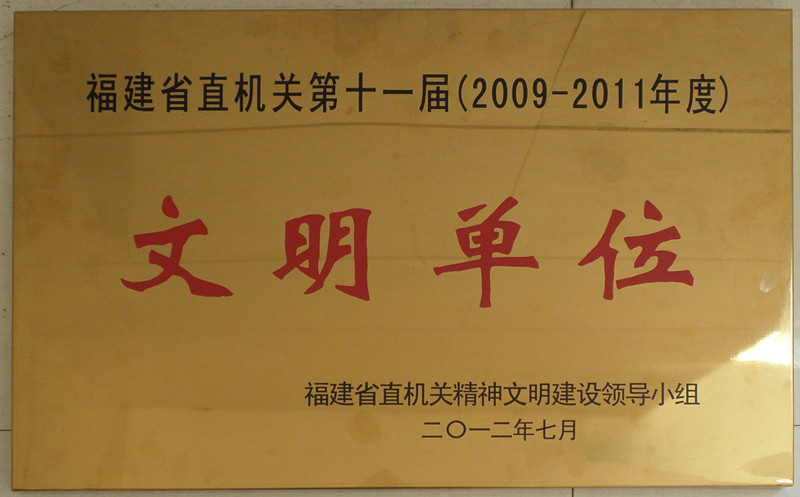 福建省直机关第十一届(2009-2011年度)
文明单位
福建省直机关精神文明建设领导小组
二〇一二年七月